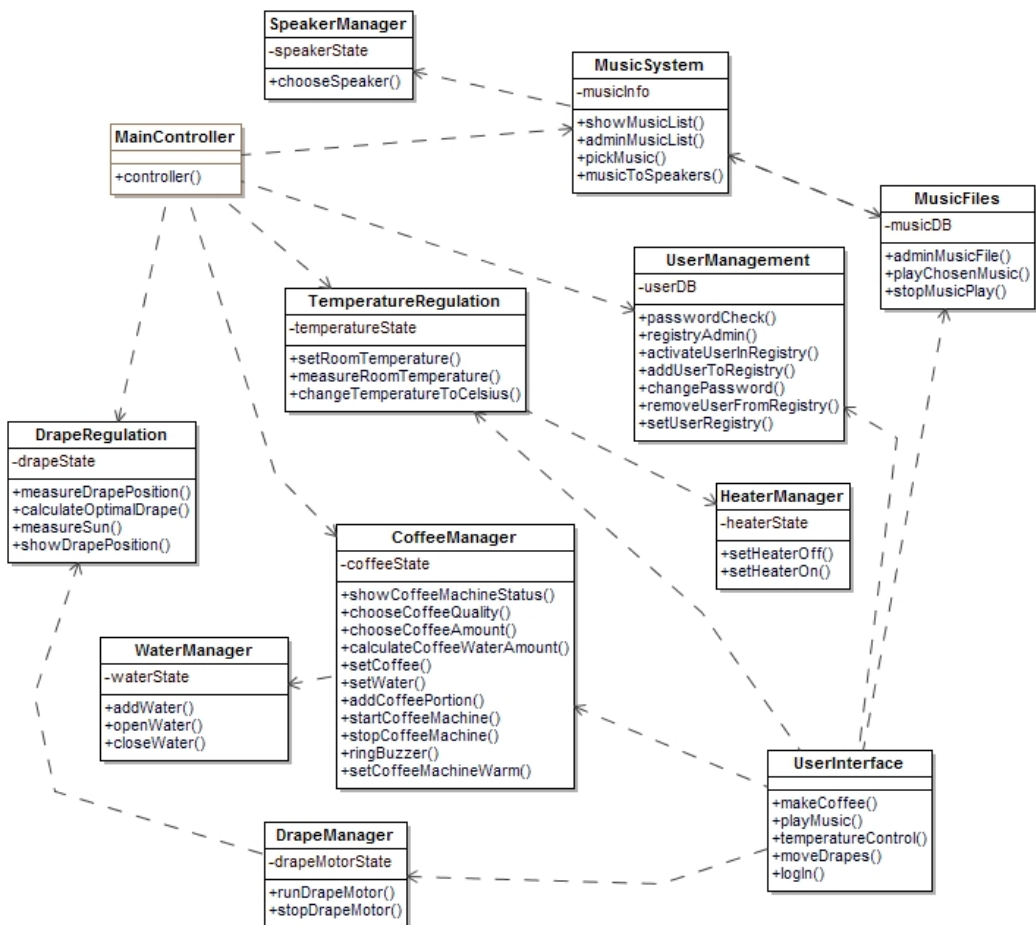 SpeakerManager
-speakerState
+chooseSpeaker()
MusicSystem
-musicInfo
+showMusicList()
+adminMusicList()
+pickMusic()
+musicToSpeakers()
MainController
+controller()
MusicFiles
-musicDB
+adminMusicFile()
+playChosenMusic()
+stopMusicPlay()
UserManagement
-userDB
+passwordCheck()
+registryAdmin()
+activateUserInRegistry()
+addUserToRegistry()
+changePassword()
+removeUserFromRegistry()
+setUserRegistry()
TemperatureRegulation
-temperatureState
+setRoomTemperature()
+measureRoomTemperature()
+changeTemperatureToCelsius()
DrapeRegulation
-drapeState
+measureDrapePosition()
+calculateOptimalDrape()
+measureSun()
+showDrapePosition()
HeaterManager
-heaterState
+setHeaterOff()
+setHeaterOn()
CoffeeManager
-coffeeState
+showCoffeeMachineStatus()
+chooseCoffeeQuality()
+chooseCoffeeAmount()
+calculateCoffeeWaterAmount()
+setCoffee()
+setWater()
+addCoffeePortion()
+startCoffeeMachine()
+stopCoffeeMachine()
+ringBuzzer()
+setCoffeeMachineWarm()
WaterManager
-waterState
+addWater()
+openWater()
+closeWater()
UserInterface
+makeCoffee()
+playMusic()
+temperatureControl()
+moveDrapes()
+logIn()
DrapeManager
-drapeMotorState
+runDrapeMotor()
+stopDrapeMotor()